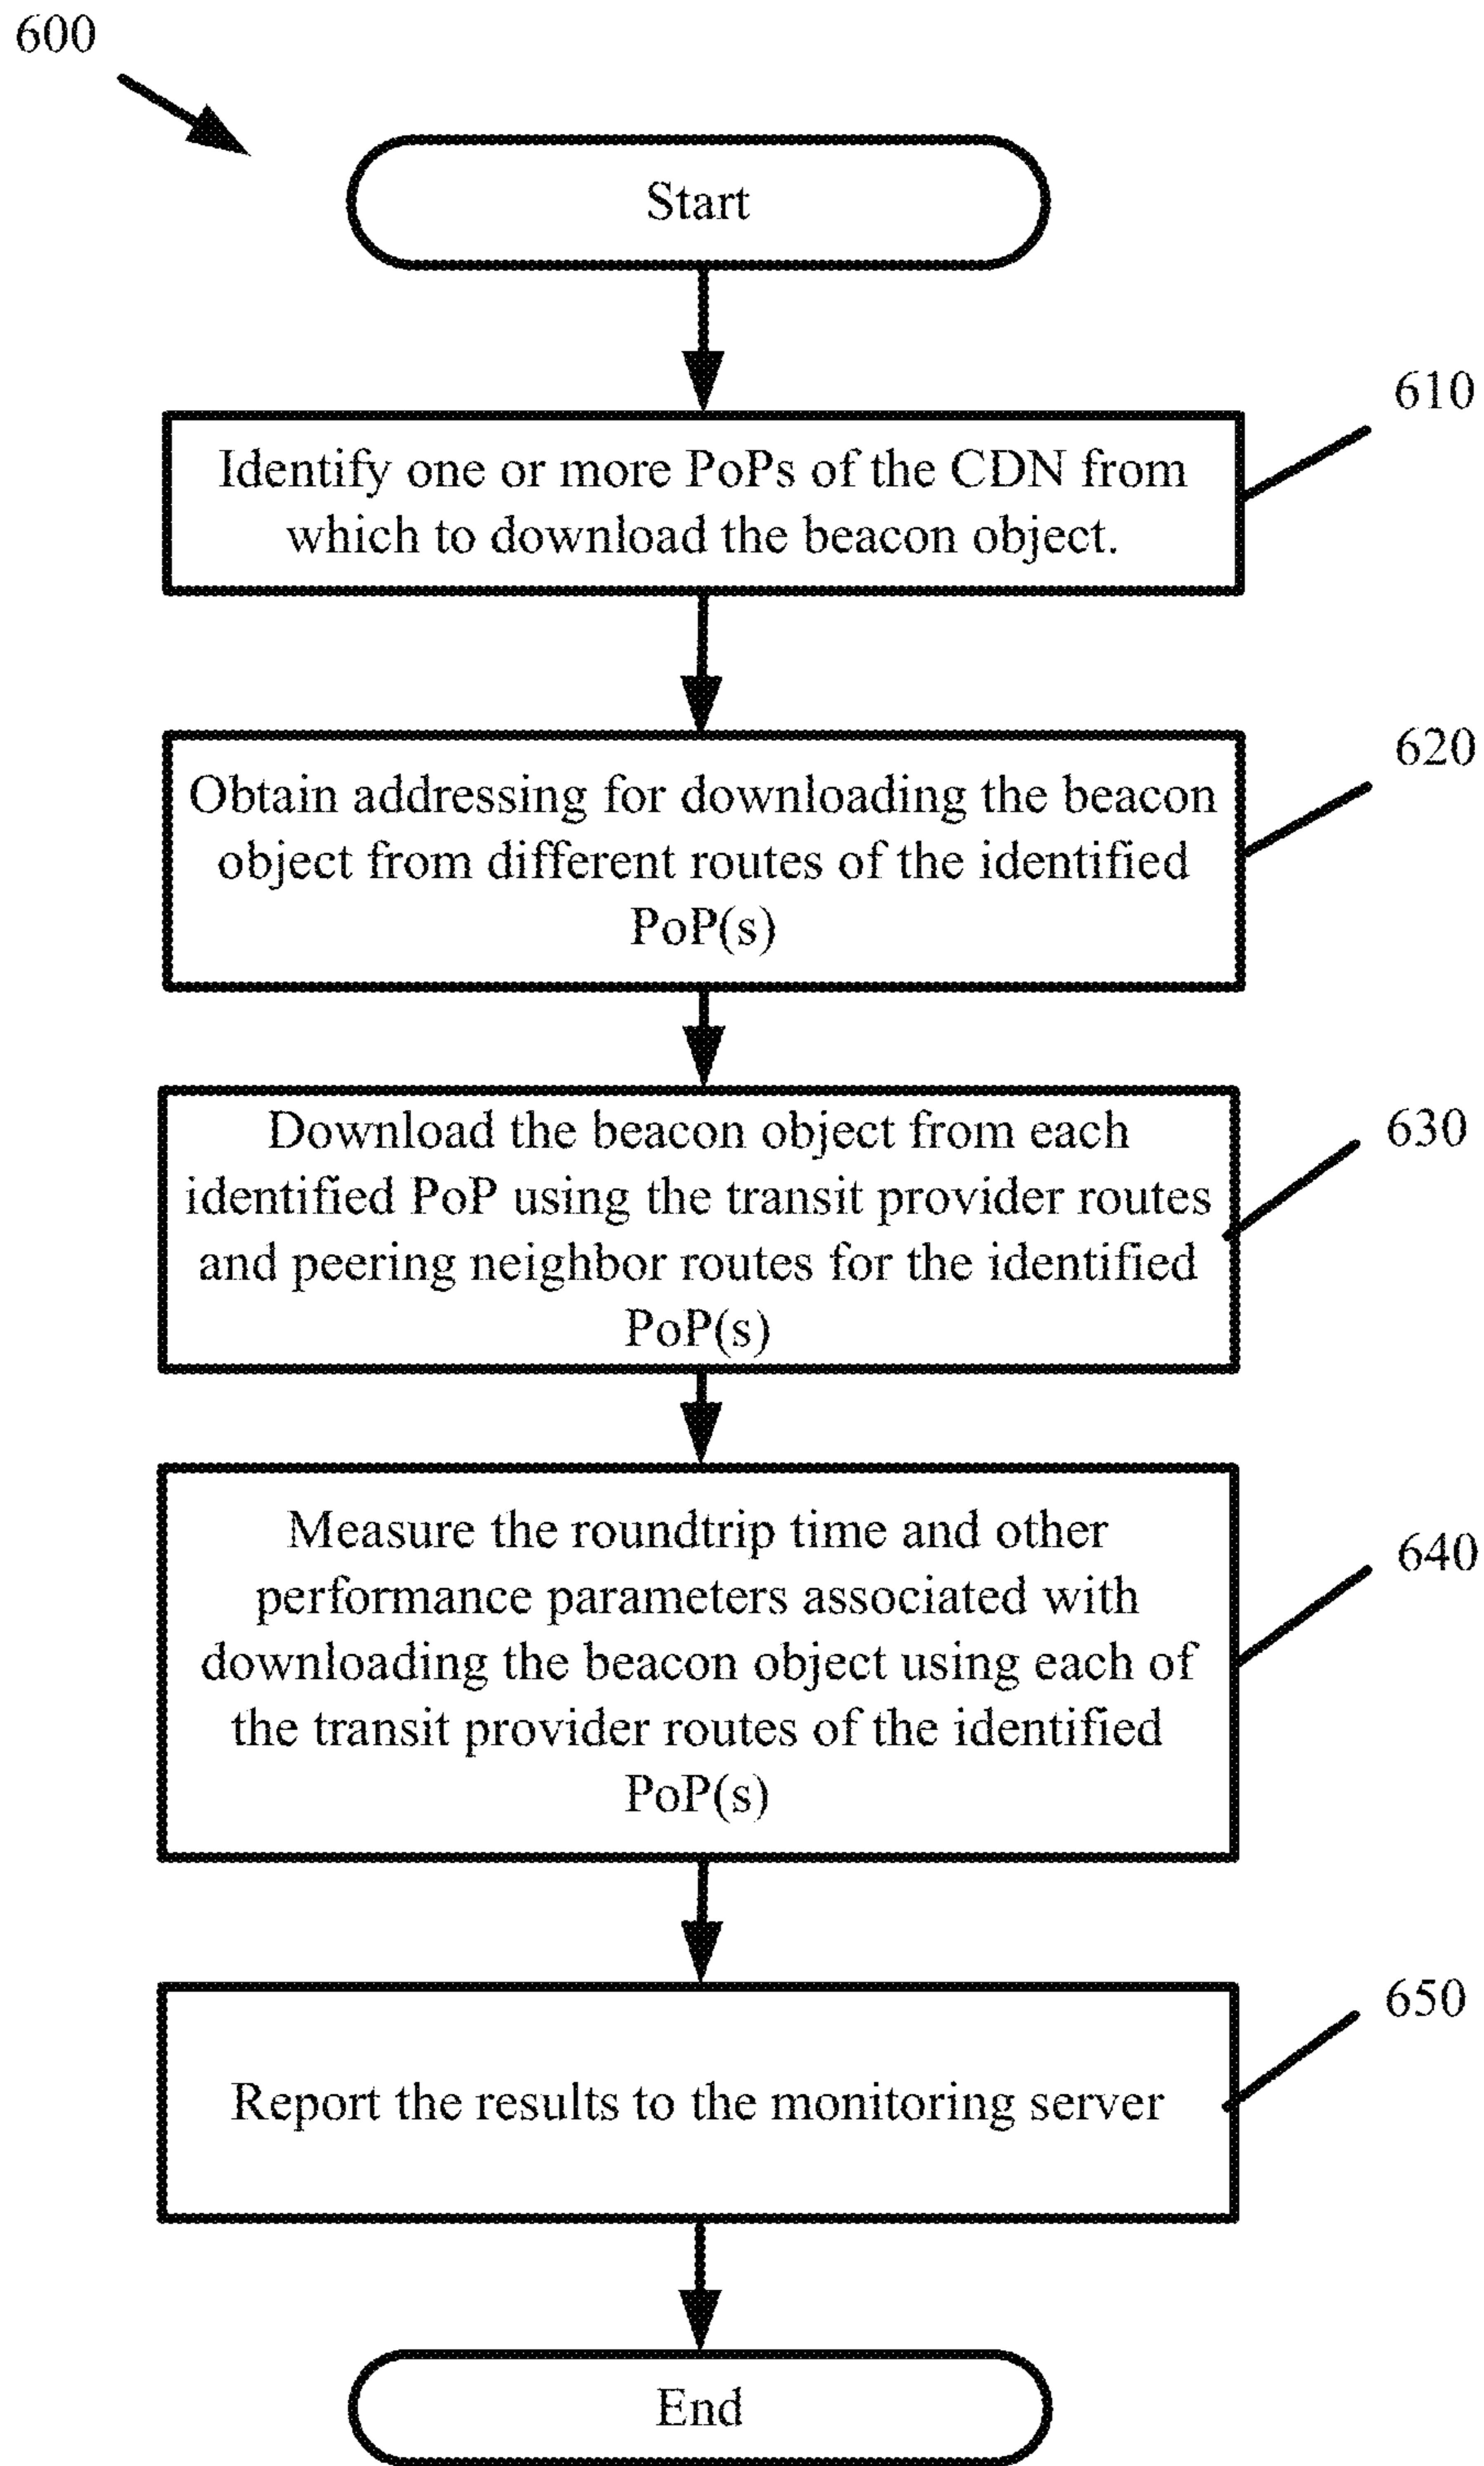 600
Start
610
Identify one or more PoPs of the CDN from
which to download the beacon object.
620
Obtain addressing for downloading the beacon
object from different routes of the identified
PoP(s)
630
Download the beacon object from each
identified PoP using the transit provider routes
and peering neighbor routes for the identified
PoP(s)
640
Measure the roundtrip time and other
performance parameters associated with
downloading the beacon object using each of
the transit provider routes of the identified
PoP(s)
650
Report the results to the monitoring server
End